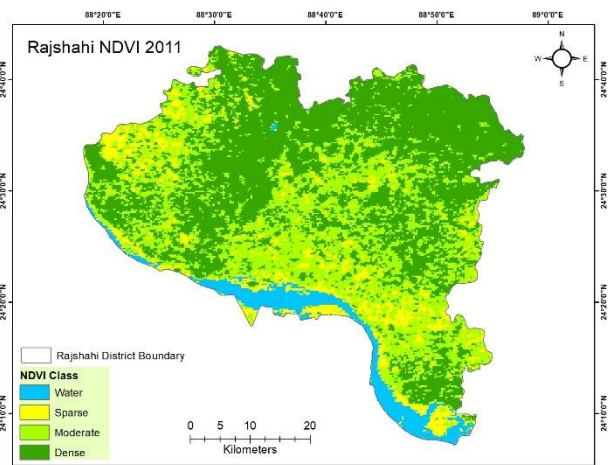 88°20'0"E 88°30'0"E 88°40'0"E 88°50'0"E 89°0'0"E
Rajshahi NDVI 2011
N
W E
S
24°40'0"N 24°40'0"N
24°30'0"N 24°30'0"N
24°20'0"N 24°20'0"N
24°10'0"N 24°10'0"N
Rajshahi District Boundary
NDVI Class
Water
Sparse
Moderate
Dense
0 5 10 20
Kilometers